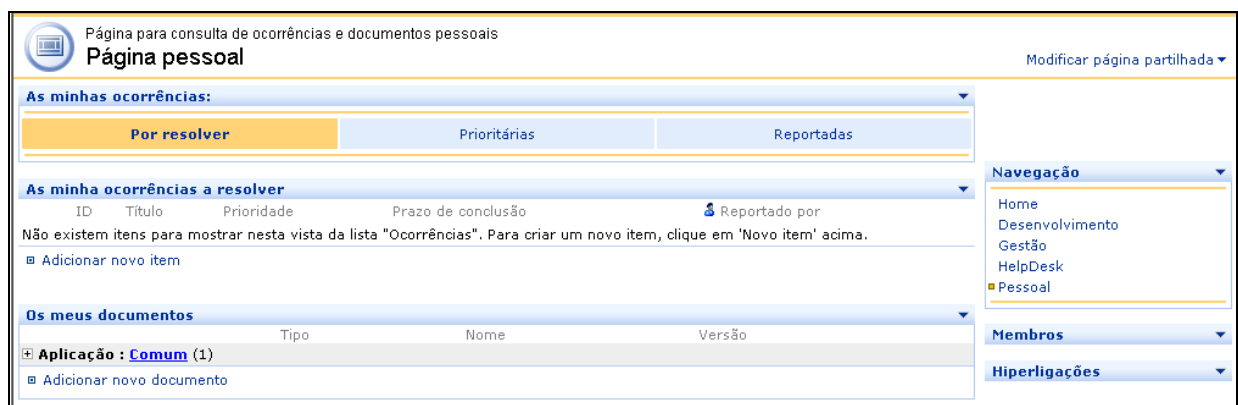 Página para consulta de ocorrências e documentos pessoais
Página pessoal
Modificar página partilhada
As minhas ocorrências:
Por resolver Prioritárias Reportadas
As minha ocorrências a resolver
ID Título Prioridade Prazo de conclusão Reportado por
Não existem itens para mostrar nesta vista da lista "Ocorrências". Para criar um novo item, clique em 'Novo item' acima.
Adicionar novo item
Os meus documentos
Tipo Nome Versão
Aplicação : Comum (1)
Adicionar novo documento
Navegação
Home
Desenvolvimento
Gestão
HelpDesk
Pessoal
Membros
Hiperligações